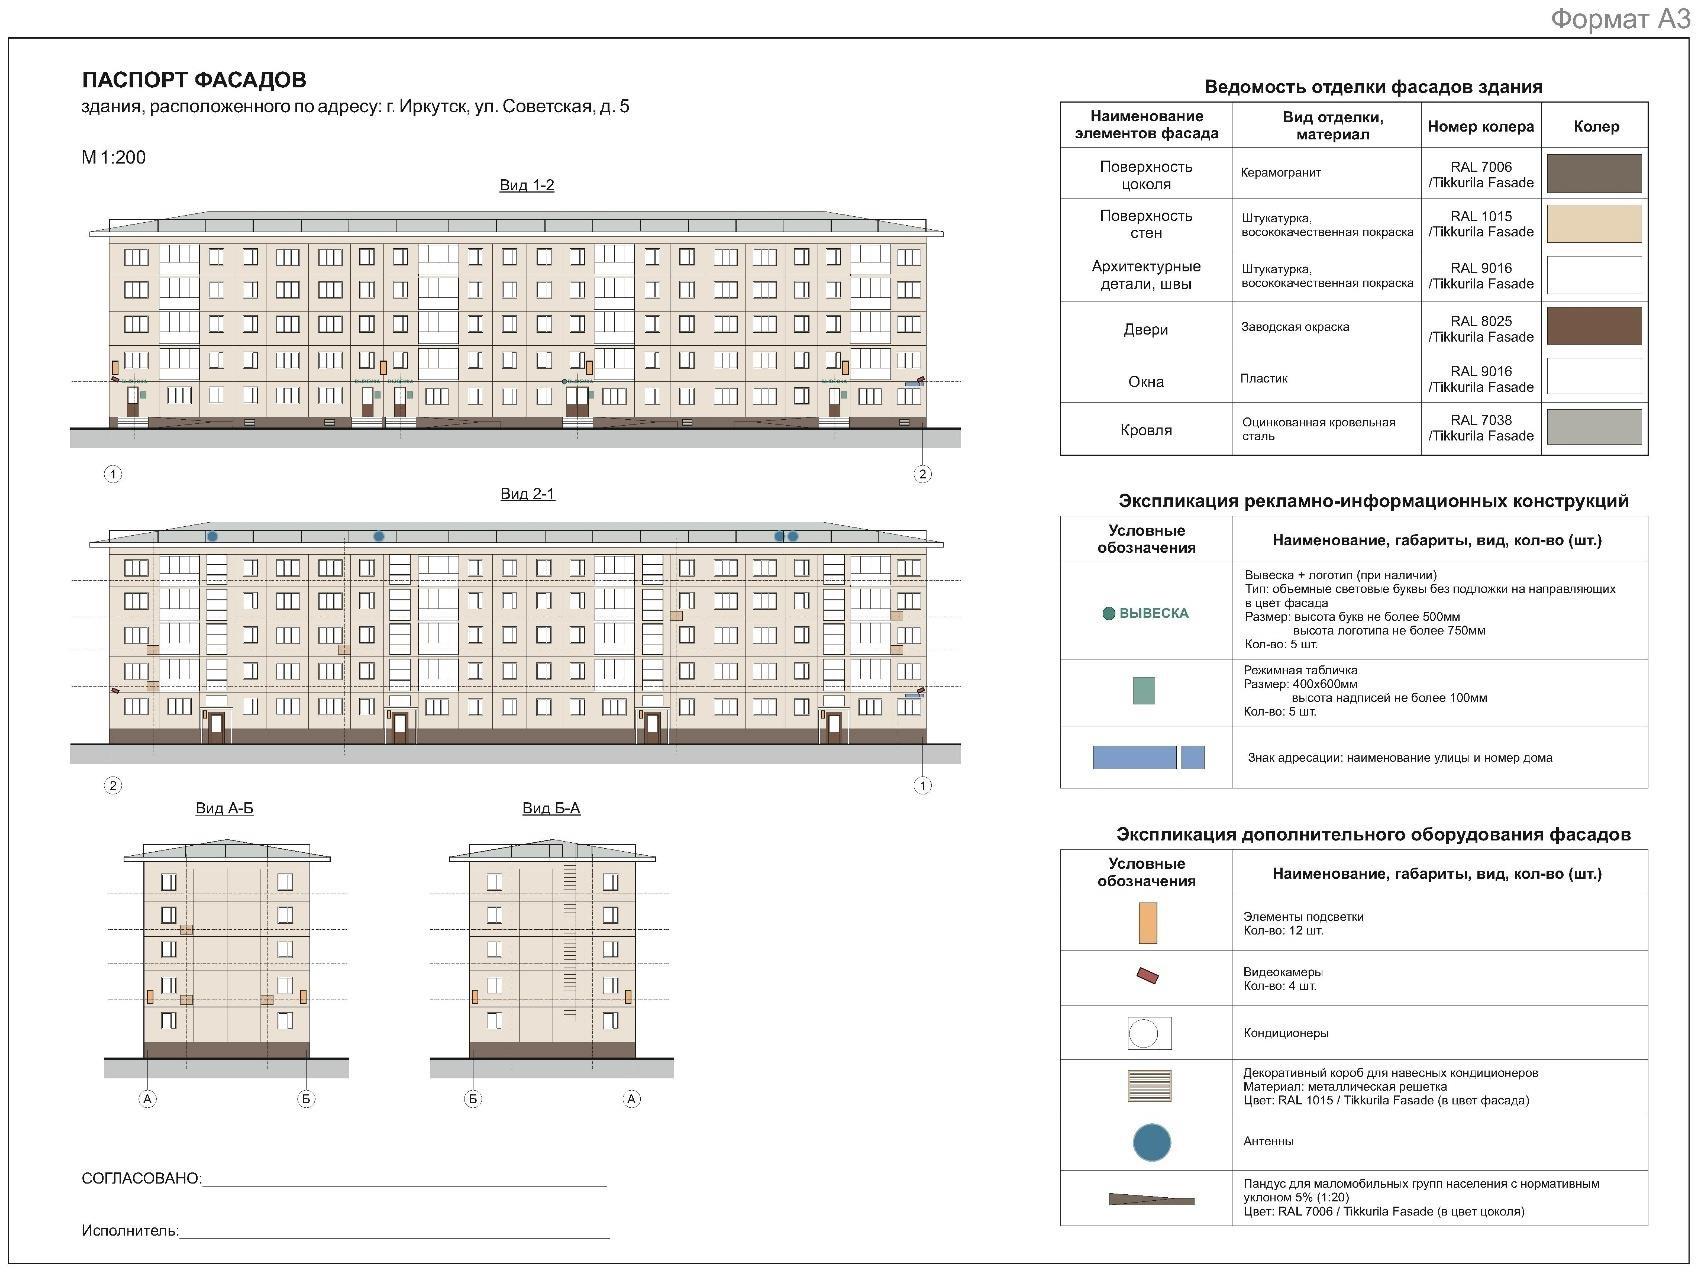 Формат А3
ПАСПОРТ ФАСАДОВ
здания, расположенного по адресу: г. Иркутск, ул. Советская, д. 5
М 1:200
Вид 1-2
1
2
Вид 2-1
2
1
Вид А-Б
Вид Б-А
А
Б
Б
А
СОГЛАСОВАНО:
Исполнитель:
Ведомость отделки фасадов здания
Наименование
элементов фасада
Вид отделки,
материал
Номер колера
Колер
Поверхность
цоколя
Керамогранит
RAL 7006
/Tikkurila Fasade
Поверхность
стен
Штукатурка,
восококачественная покраска
RAL 1015
/Tikkurila Fasade
Архитектурные
детали, швы
Штукатурка,
восококачественная покраска
RAL 9016
/Tikkurila Fasade
Двери
Заводская окраска
RAL 8025
/Tikkurila Fasade
Окна
Пластик
RAL 9016
/Tikkurila Fasade
Кровля
Оцинкованная кровельная
сталь
RAL 7038
/Tikkurila Fasade
Экспликация рекламно-информационных конструкций
Условные
обозначения
Наименование, габариты, вид, кол-во (шт.)
ВЫВЕСКА
Вывеска + логотип (при наличии)
Тип: объемные световые буквы без подложки на направляющих
в цвет фасада
Размер: высота букв не более 500мм
высота логотипа не более 750мм
Кол-во: 5 шт.
Режимная табличка
Размер: 400х600мм
высота надписей не более 100мм
Кол-во: 5 шт.
Знак адресации: наименование улицы и номер дома
Экспликация дополнительного оборудования фасадов
Условные
обозначения
Наименование, габариты, вид, кол-во (шт.)
Элементы подсветки
Кол-во: 12 шт.
Видеокамеры
Кол-во: 4 шт.
Кондиционеры
Декоративный короб для навесных кондиционеров
Материал: металлическая решетка
Цвет: RAL 1015 / Tikkurila Fasade (в цвет фасада)
Антенны
Пандус для маломобильных групп населения с нормативным
уклоном 5% (1:20)
Цвет: RAL 7006 / Tikkurila Fasade (в цвет цоколя)